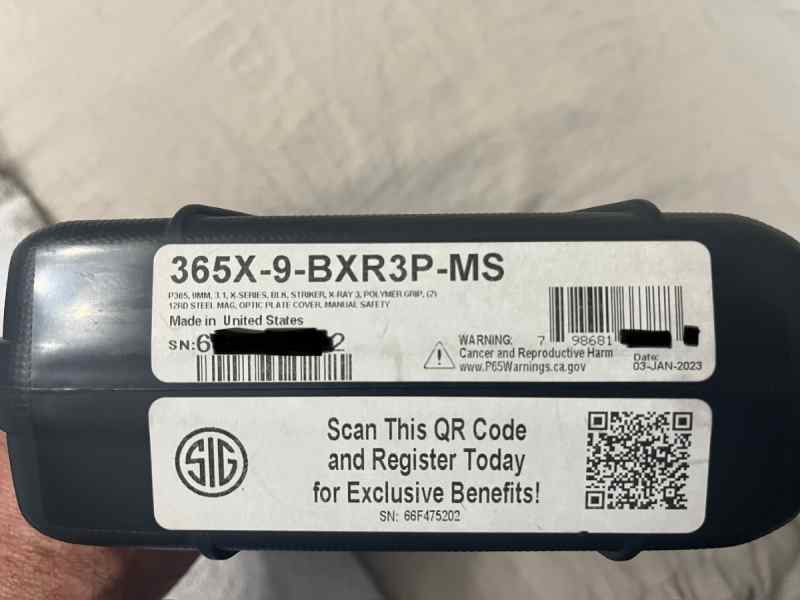 365X-9-BXR3P-MS
P365, 9MM, 3.1, X-SERIES, BLK, STRIKER, X-RAY 3, POLYMER GRIP, (2)
12RD STEEL MAG, OPTIC PLATE COVER, MANUAL SAFETY
Made in United States
SN:6 2
WARNING:
Cancer and Reproductive Harm
www.P65Warnings.ca.gov
7 98681
Date:
03-JAN-2023
SIG
Scan This QR Code
and Register Today
for Exclusive Benefits!
SN: 66F475202